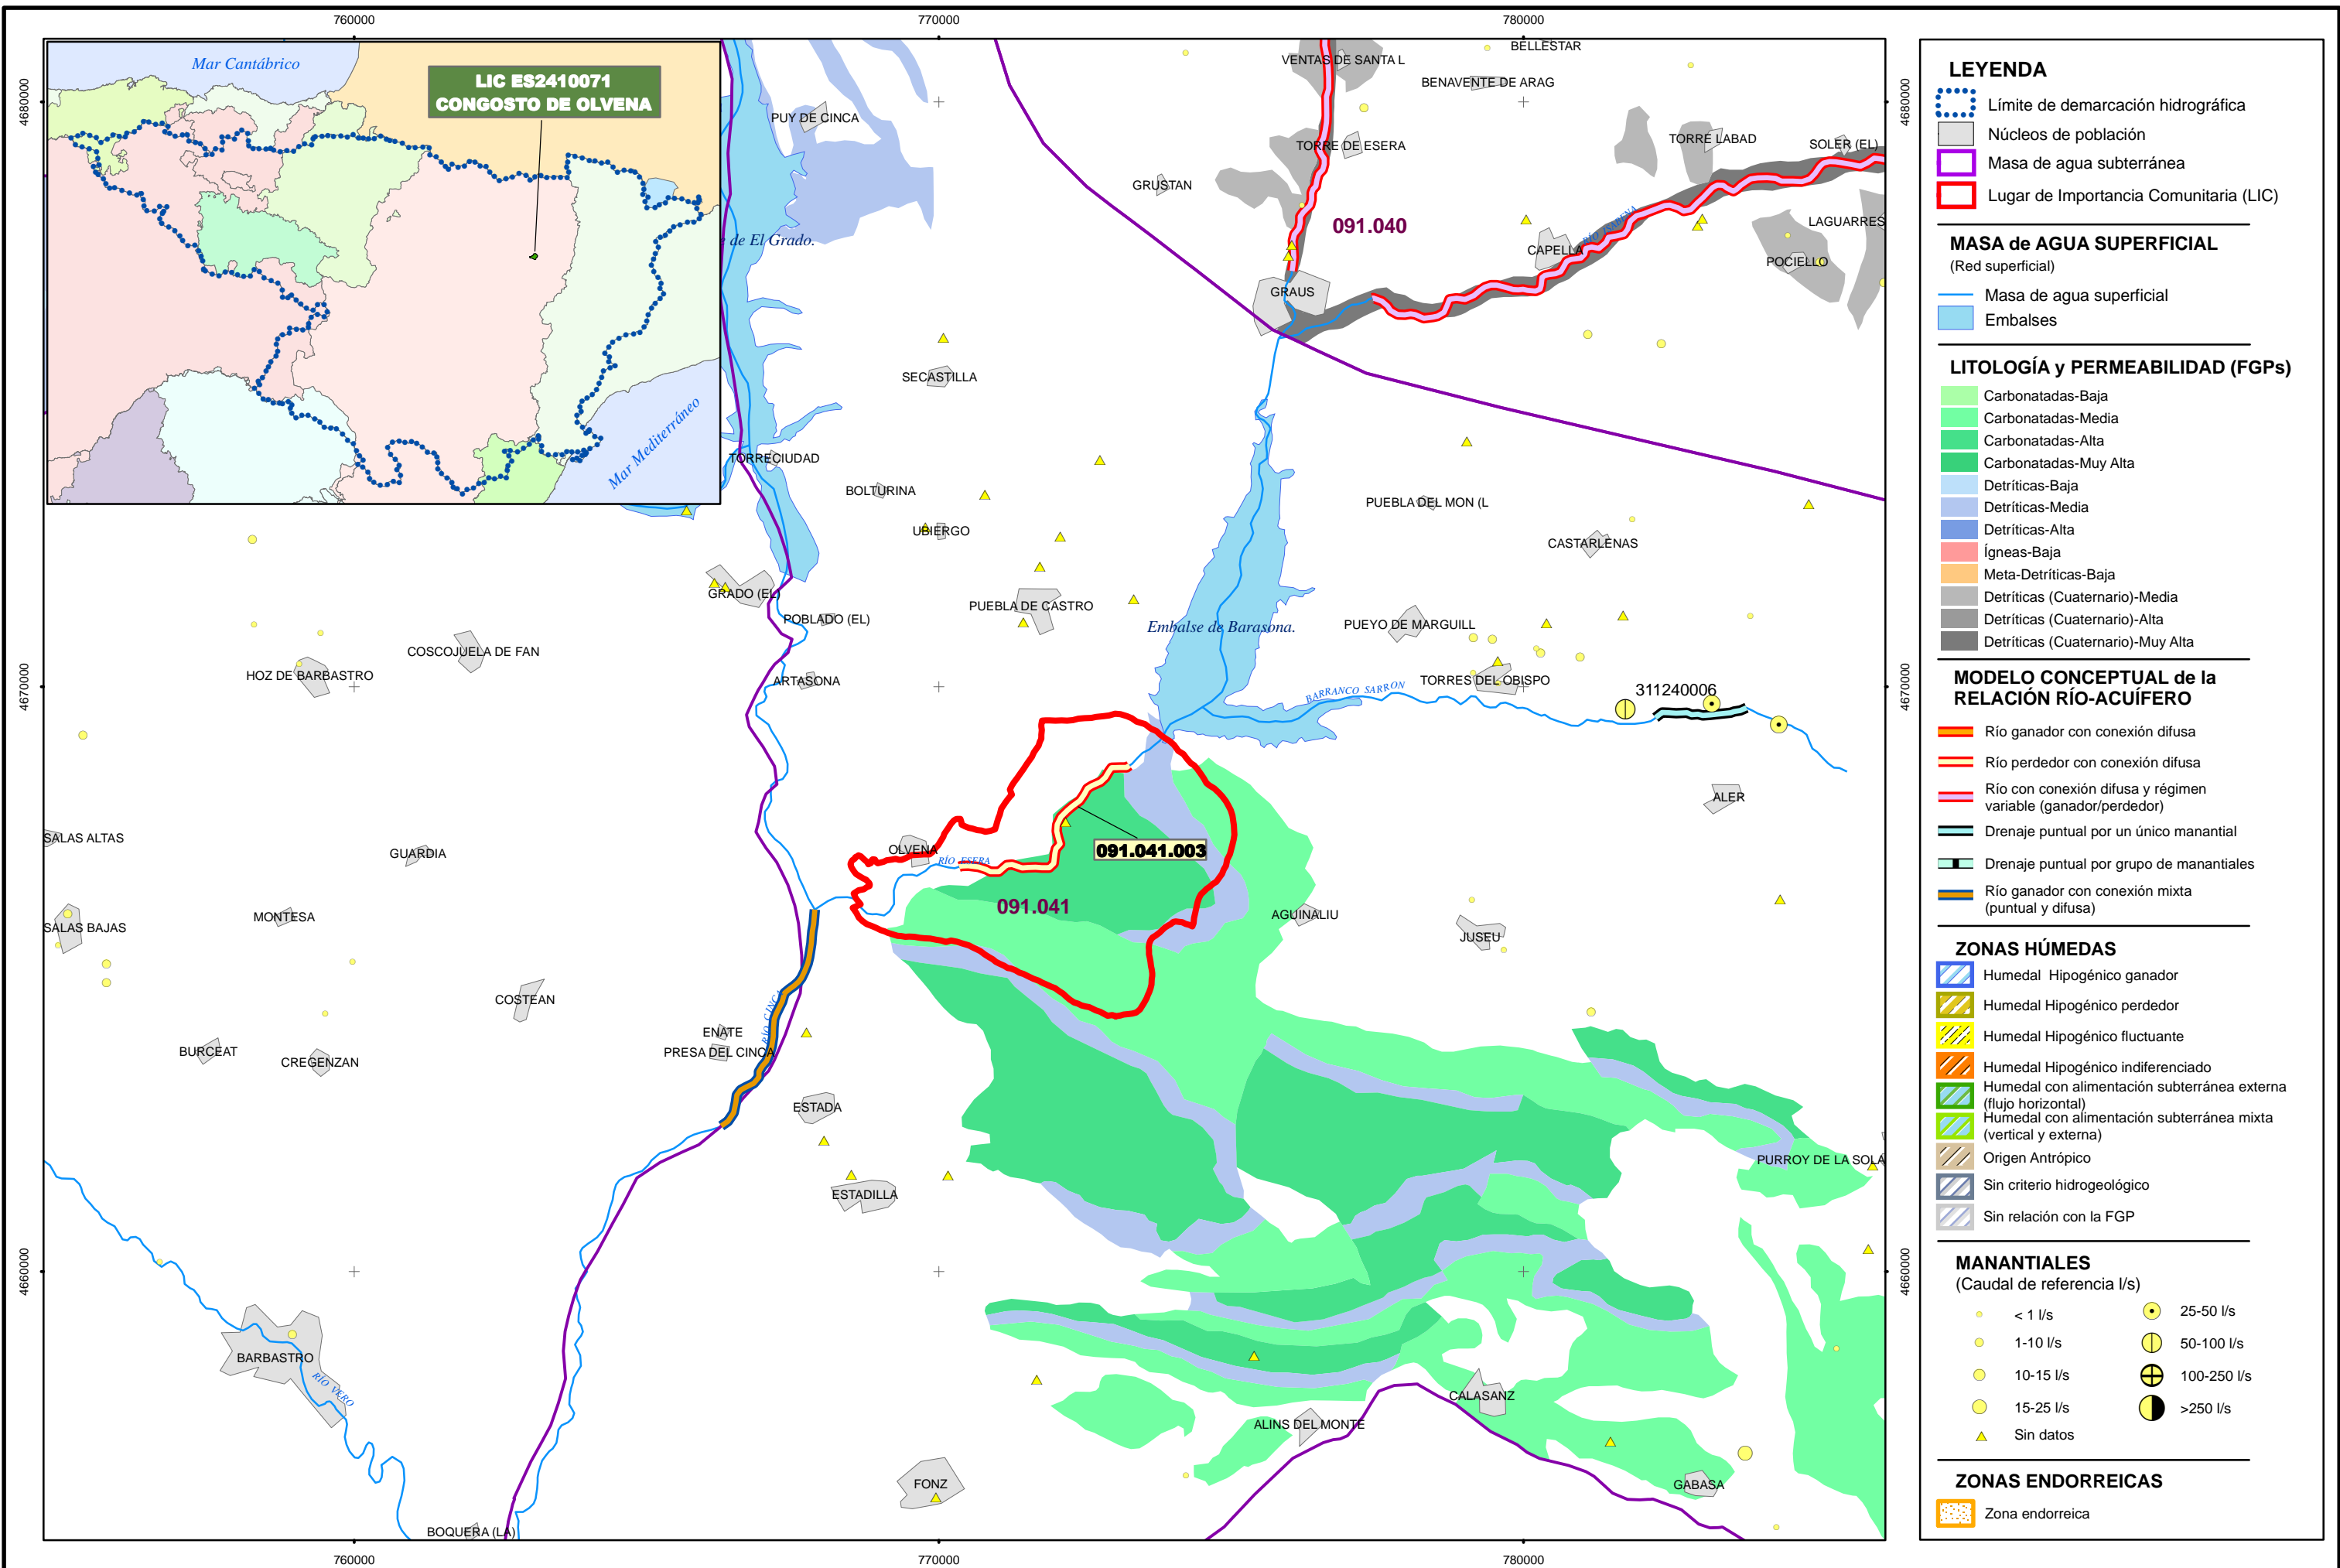 760000
770000
780000
4680000
4670000
4660000
4680000
4670000
4660000
760000
770000
780000
Mar Cantábrico
LIC ES2410071
CONGOSTO DE OLVENA
Mar Mediterráneo
PUY DE CINCA
de El Grado.
VENTAS DE SANTA L
BELLESTAR
BENAVENTE DE ARAG
TORRE DE ESERA
GRUSTAN
TORRE LABAD
SOLER (EL)
091.040
RÍO ISABENA
LAGUARRES
CAPELLA
POCIELLO
GRAUS
SECASTILLA
TORRECIUDAD
BOLTURINA
UBIERGO
PUEBLA DEL MON (L
CASTARLENAS
GRADO (EL)
POBLADO (EL)
PUEBLA DE CASTRO
Embalse de Barasona.
PUEYO DE MARGUILL
COSCOJUELA DE FAN
HOZ DE BARBASTRO
ARTASONA
TORRES DEL OBISPO
BARRANCO SARRON
311240006
ALER
SALAS ALTAS
GUARDIA
OLVENA
RÍO ESERA
091.041.003
091.041
AGUINALIU
JUSEU
MONTESA
SALAS BAJAS
COSTEAN
RÍO CINCA
ENATE
PRESA DEL CINCA
BURCEAT
CREGENZAN
ESTADA
ESTADILLA
PURROY DE LA SOLA
BARBASTRO
RÍO VERO
CALASANZ
ALINS DEL MONTE
FONZ
GABASA
BOQUERA (LA)
LEYENDA
Límite de demarcación hidrográfica
Núcleos de población
Masa de agua subterránea
Lugar de Importancia Comunitaria (LIC)
MASA de AGUA SUPERFICIAL
(Red superficial)
Masa de agua superficial
Embalses
LITOLOGÍA y PERMEABILIDAD (FGPs)
Carbonatadas-Baja
Carbonatadas-Media
Carbonatadas-Alta
Carbonatadas-Muy Alta
Detríticas-Baja
Detríticas-Media
Detríticas-Alta
Ígneas-Baja
Meta-Detríticas-Baja
Detríticas (Cuaternario)-Media
Detríticas (Cuaternario)-Alta
Detríticas (Cuaternario)-Muy Alta
MODELO CONCEPTUAL de la
RELACIÓN RÍO-ACUÍFERO
Río ganador con conexión difusa
Río perdedor con conexión difusa
Río con conexión difusa y régimen
variable (ganador/perdedor)
Drenaje puntual por un único manantial
Drenaje puntual por grupo de manantiales
Río ganador con conexión mixta
(puntual y difusa)
ZONAS HÚMEDAS
Humedal Hipogénico ganador
Humedal Hipogénico perdedor
Humedal Hipogénico fluctuante
Humedal Hipogénico indiferenciado
Humedal con alimentación subterránea externa
(flujo horizontal)
Humedal con alimentación subterránea mixta
(vertical y externa)
Origen Antrópico
Sin criterio hidrogeológico
Sin relación con la FGP
MANANTIALES
(Caudal de referencia l/s)
< 1 l/s
1-10 l/s
10-15 l/s
15-25 l/s
Sin datos
25-50 l/s
50-100 l/s
100-250 l/s
>250 l/s
ZONAS ENDORREICAS
Zona endorreica